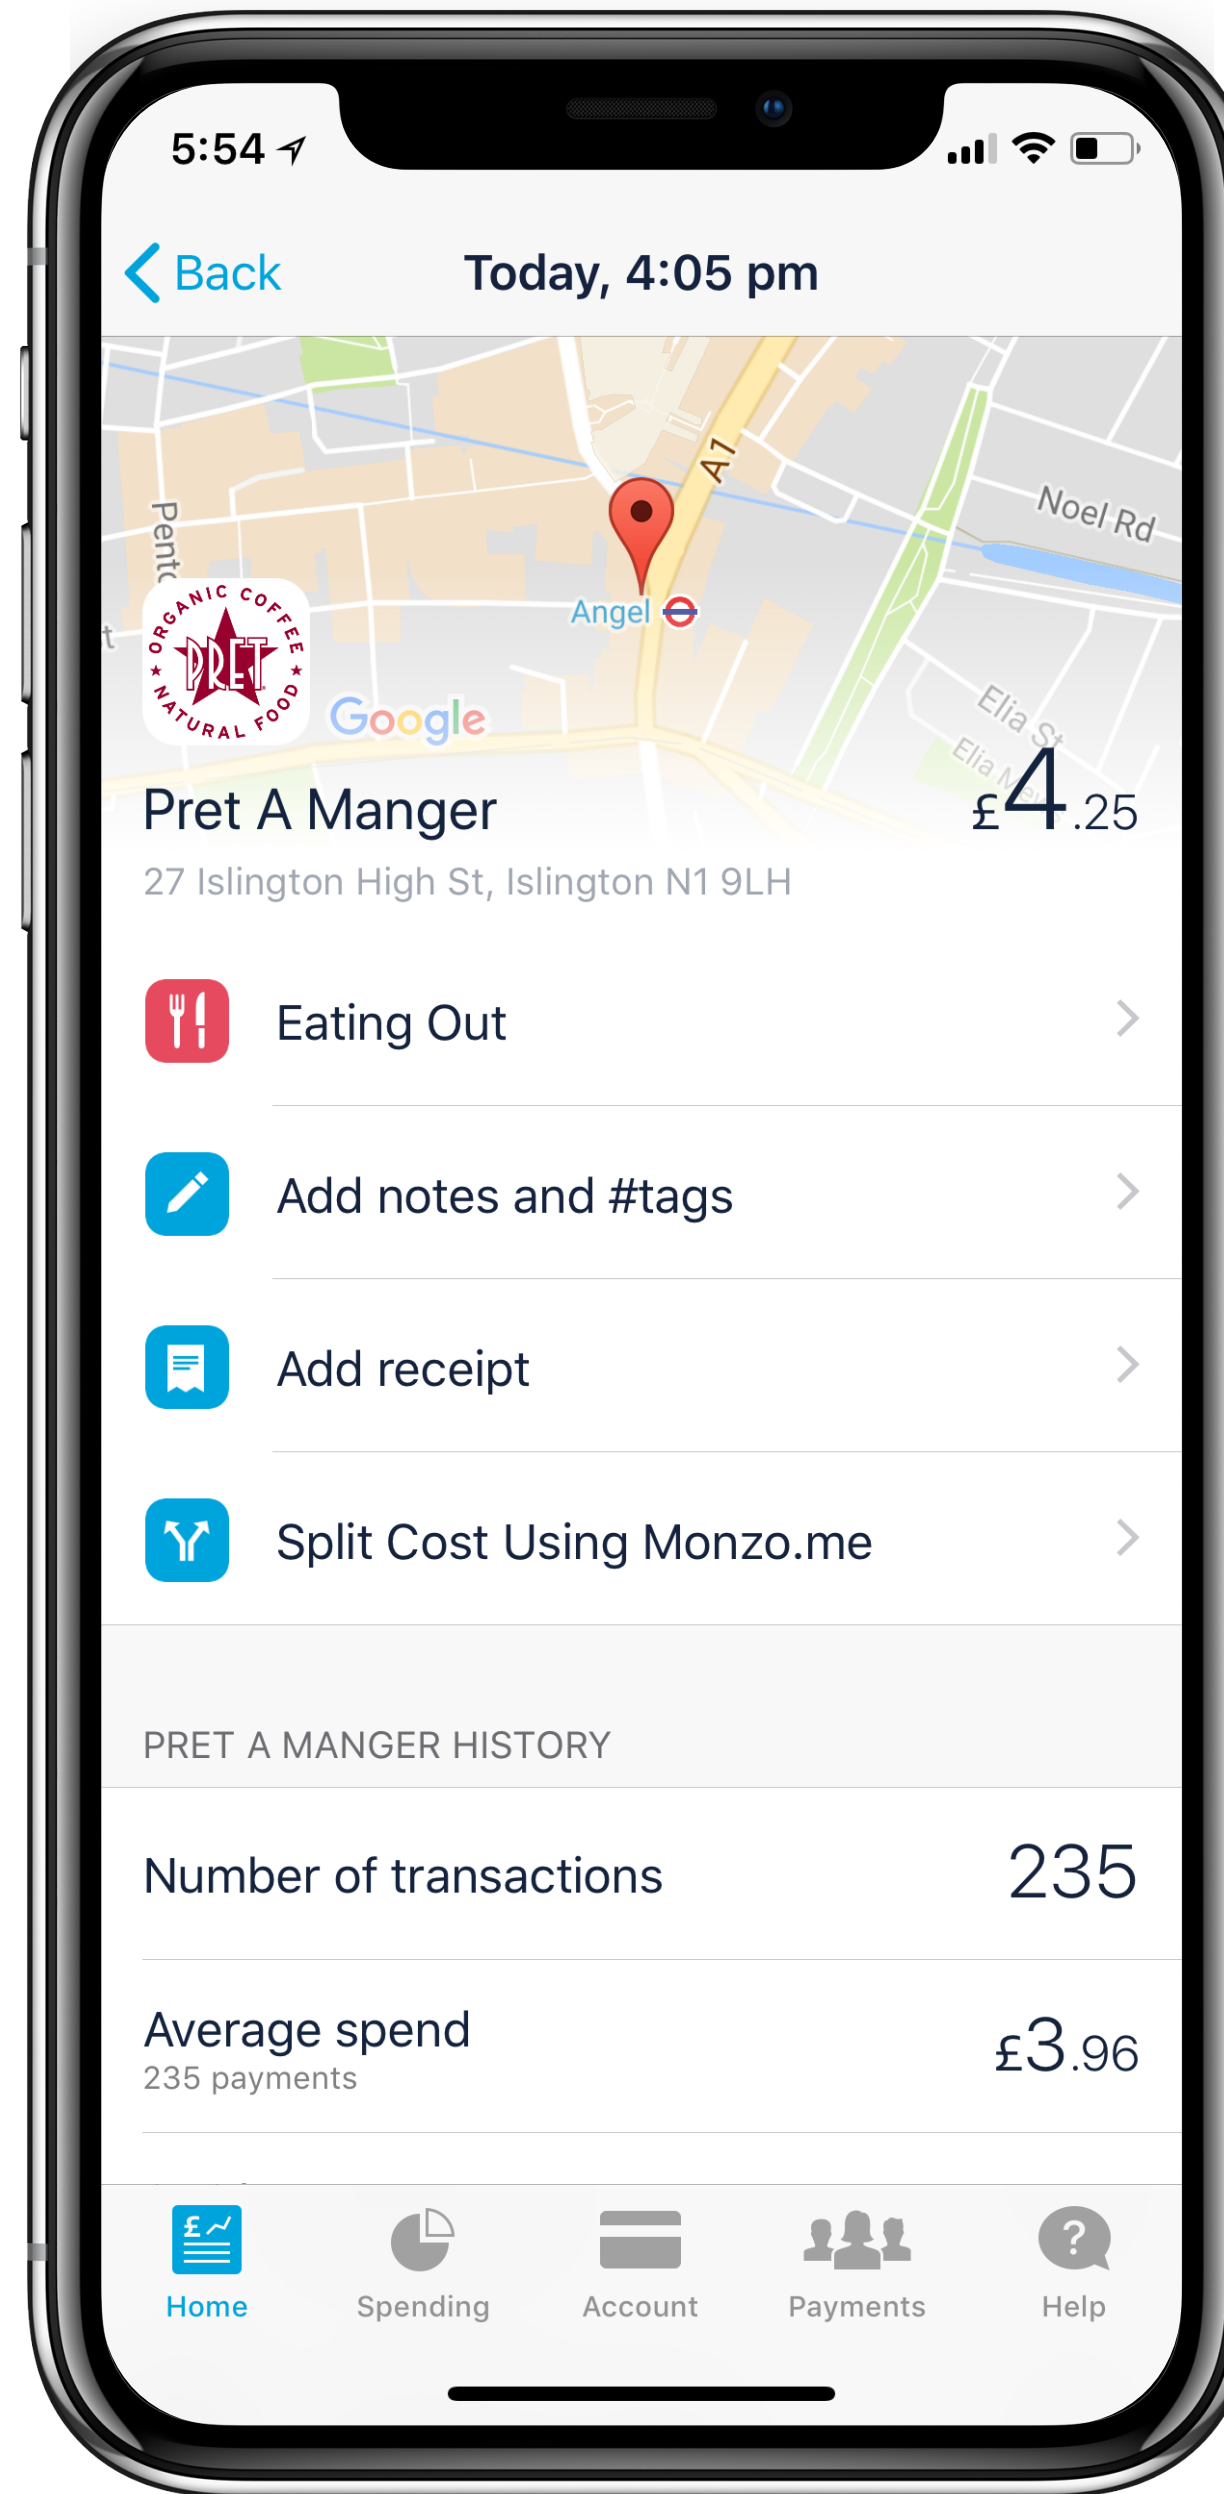 5:54
Back
Today, 4:05 pm
A1
Noel Rd
Angel
ORGANIC COFFEE
PRET
NATURAL FOOD
Google
Elia St
Pret A Manger
£4.25
27 Islington High St, Islington N1 9LH
Eating Out
Add notes and #tags
Add receipt
Split Cost Using Monzo.me
PRET A MANGER HISTORY
Number of transactions
235
Average spend
£3.96
235 payments
Home
Spending
Account
Payments
Help